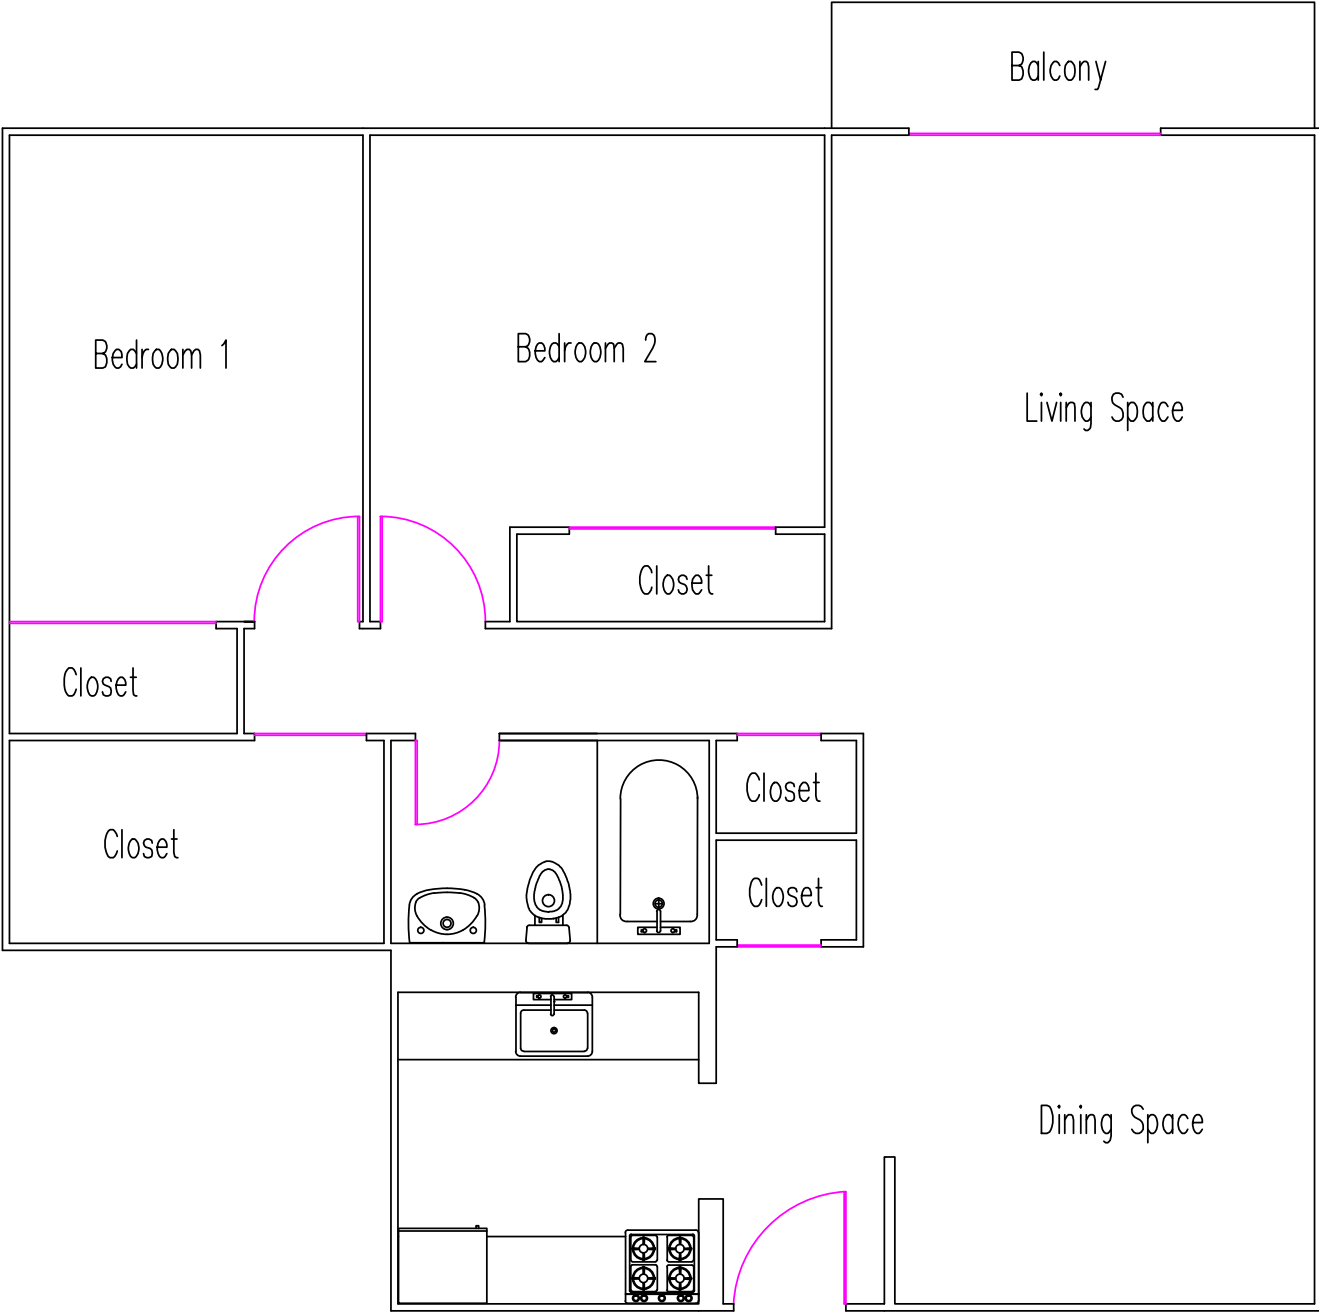 Balcony
Bedroom 1
Bedroom 2
Living Space
Closet
Closet
Closet
Closet
Closet
Dining Space